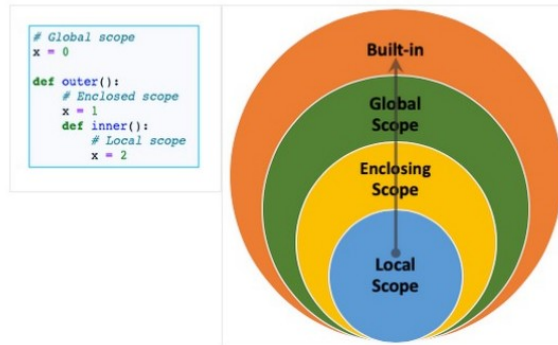 # Global scope
x = 0
def outer():
    # Enclosed scope
    x = 1
    def inner():
        # Local scope
        x = 2
Built-in
Global
Scope
Enclosing
Scope
Local
Scope